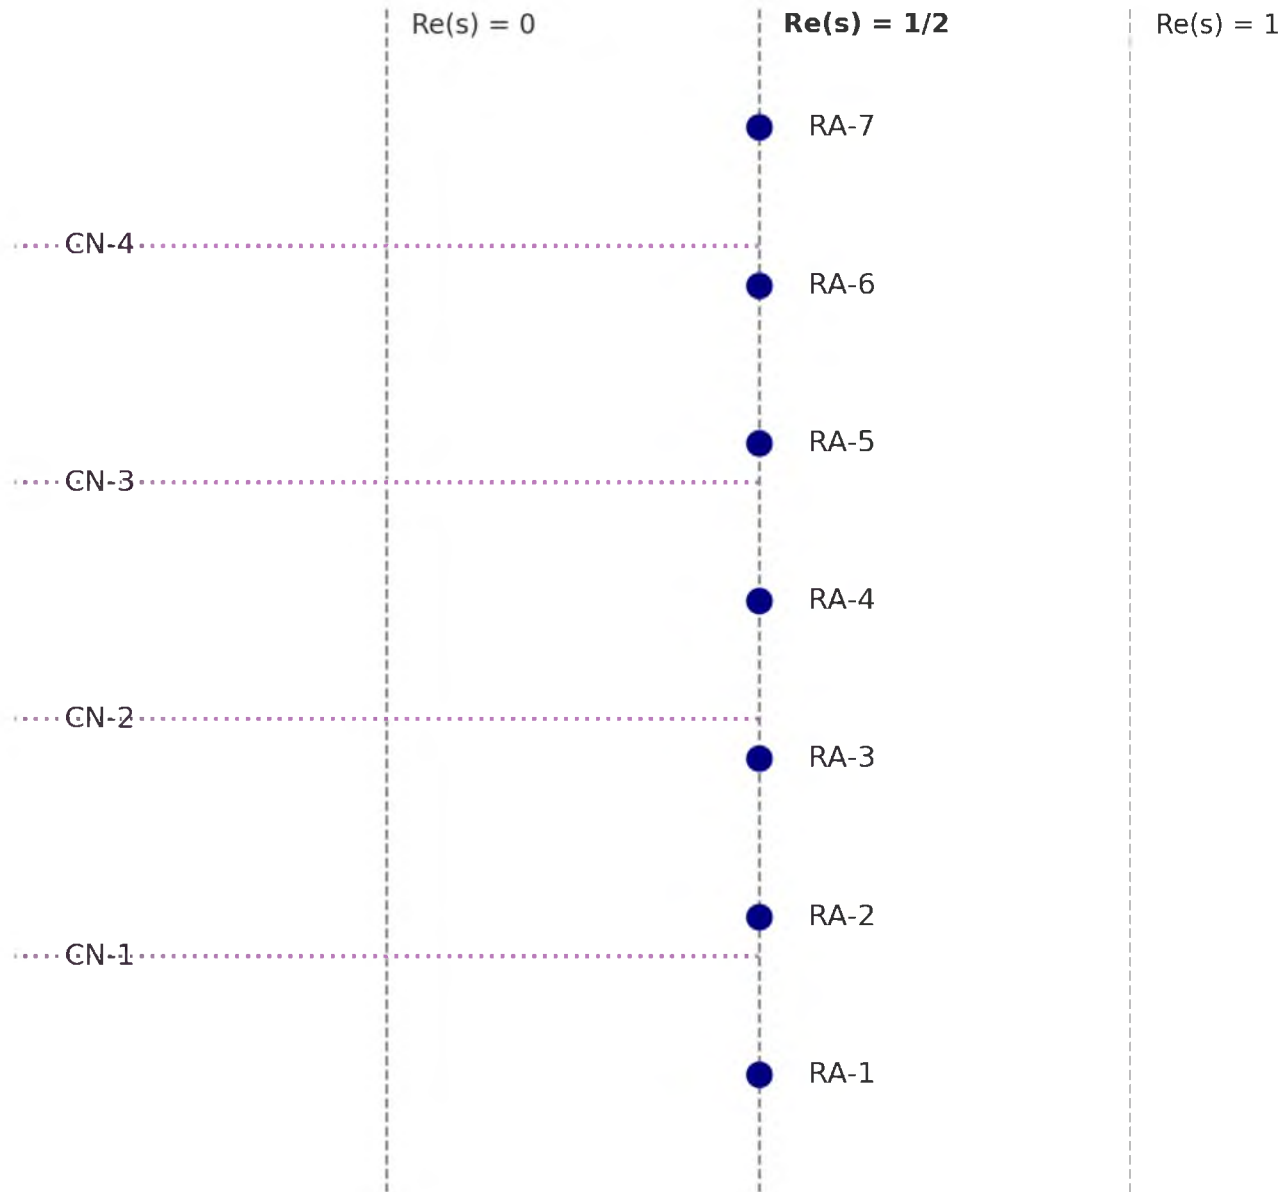 Re(s) = 0
Re(s) = 1/2
Re(s) = 1
RA-7
CN-4
RA-6
RA-5
CN-3
RA-4
CN-2
RA-3
RA-2
CN-1
RA-1